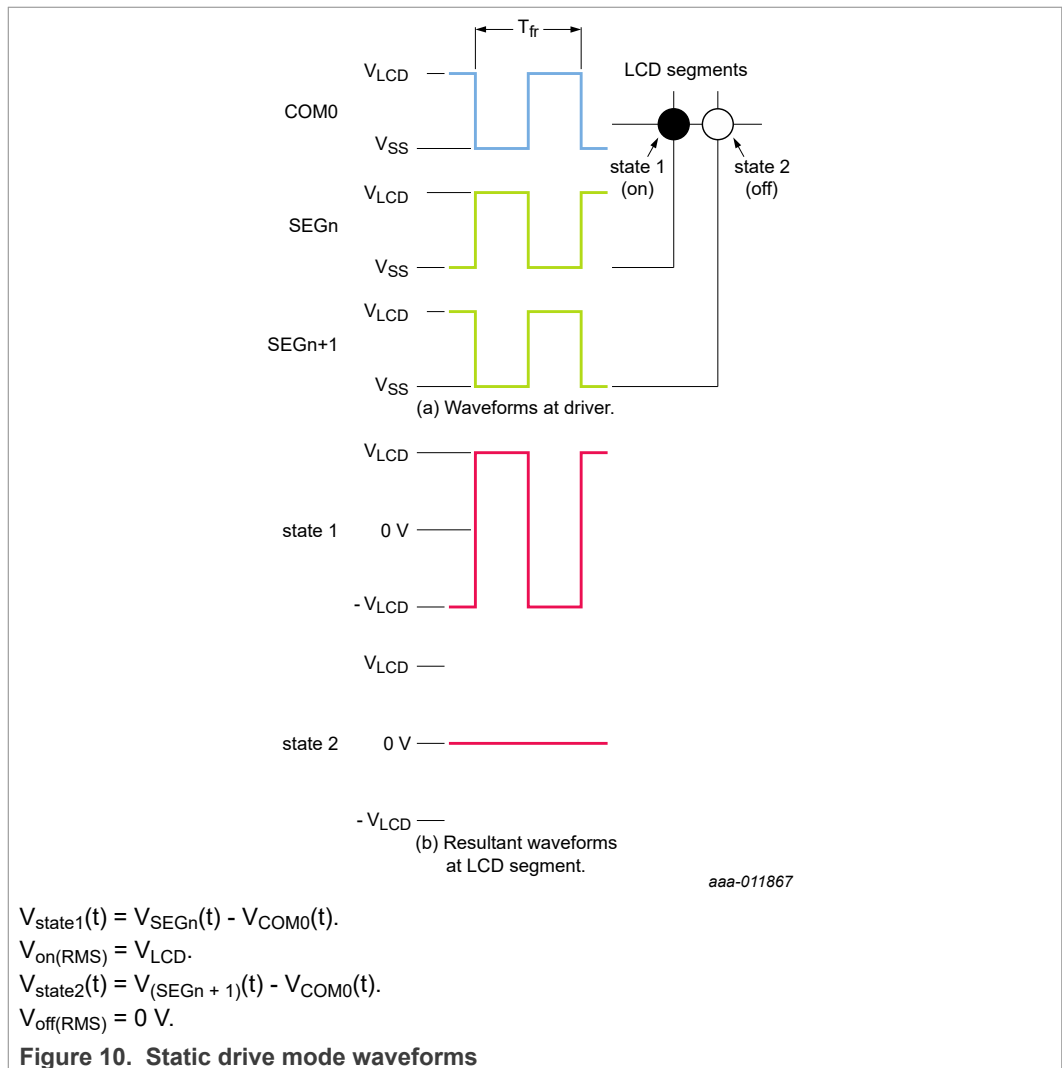 T_fr
V_LCD
LCD segments
COM0
V_SS
state 1
(on)
state 2
(off)
V_LCD
SEGn
V_SS
V_LCD
SEGn+1
V_SS
(a) Waveforms at driver.
V_LCD
state 1 0 V
- V_LCD
V_LCD
state 2 0 V
- V_LCD
(b) Resultant waveforms
at LCD segment.
aaa-011867
V_state1(t) = V_SEGn(t) - V_COM0(t).
V_on(RMS) = V_LCD.
V_state2(t) = V_(SEGn + 1)(t) - V_COM0(t).
V_off(RMS) = 0 V.
Figure 10. Static drive mode waveforms